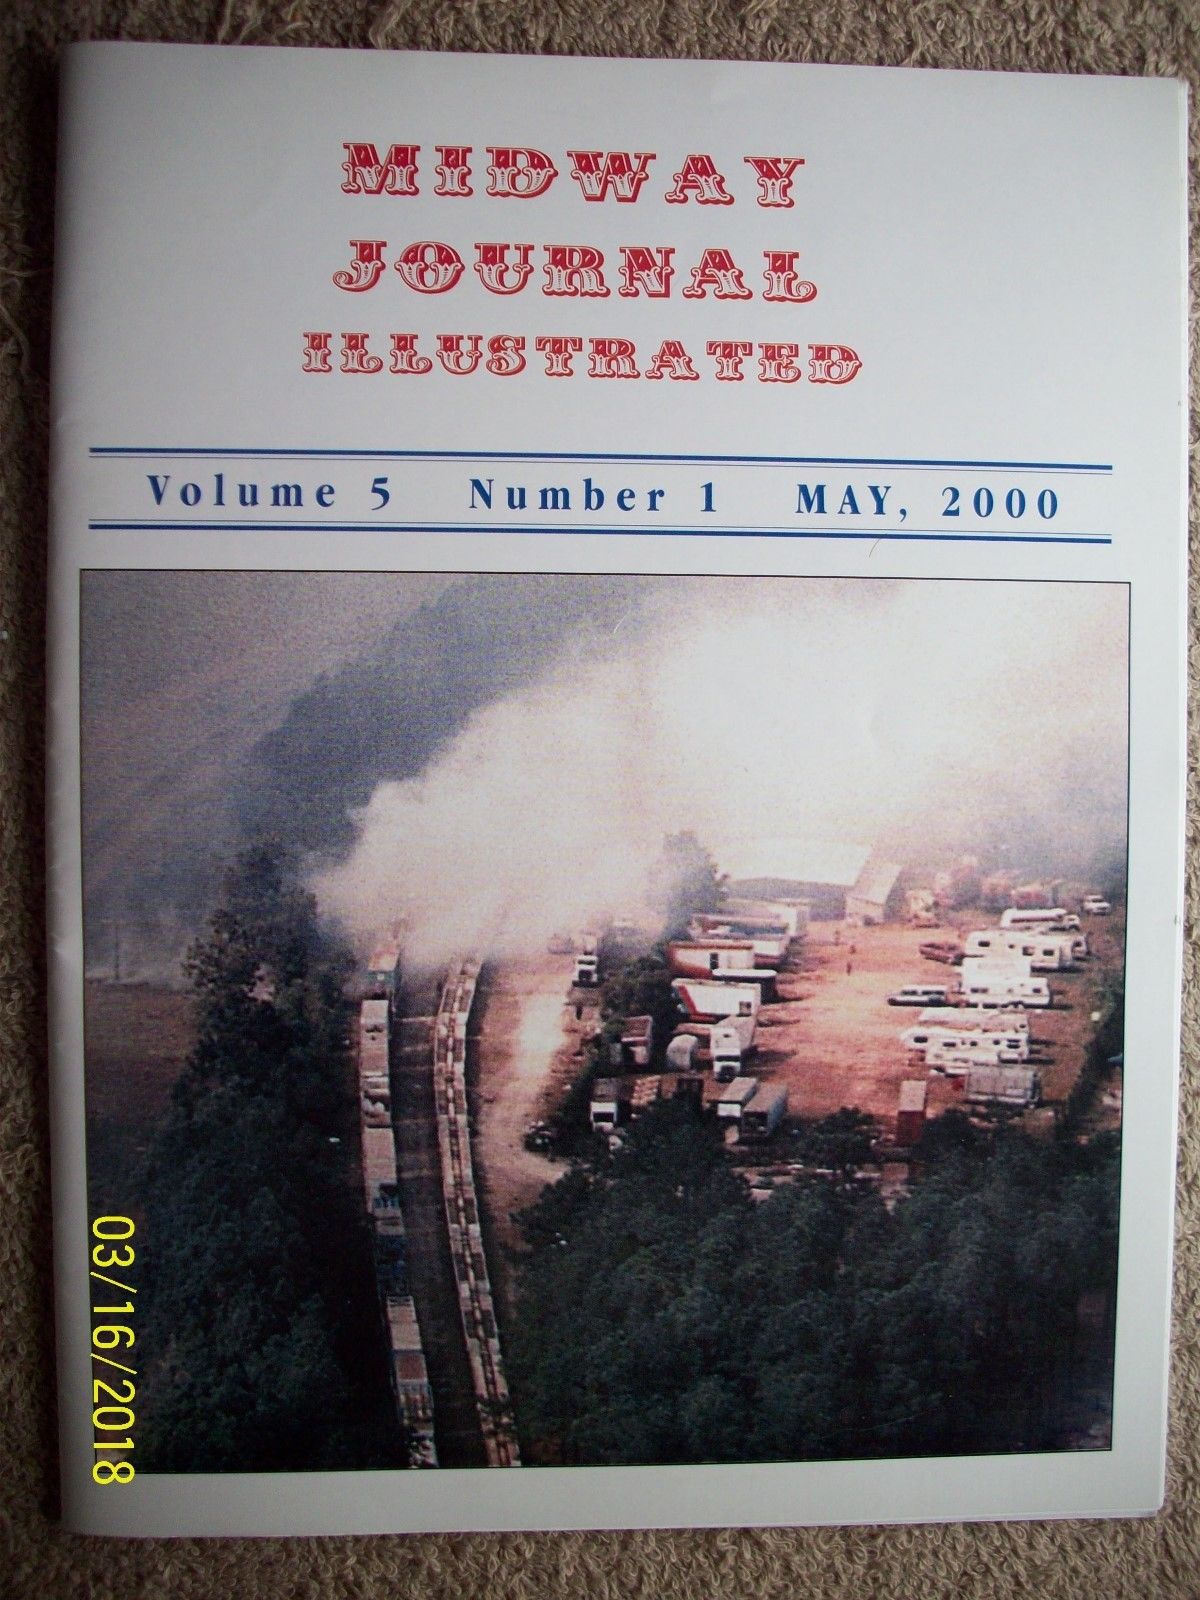 MIDWAY
JOURNAL
ILLUSTRATED
Volume 5 Number 1 MAY, 2000
03/16/2018